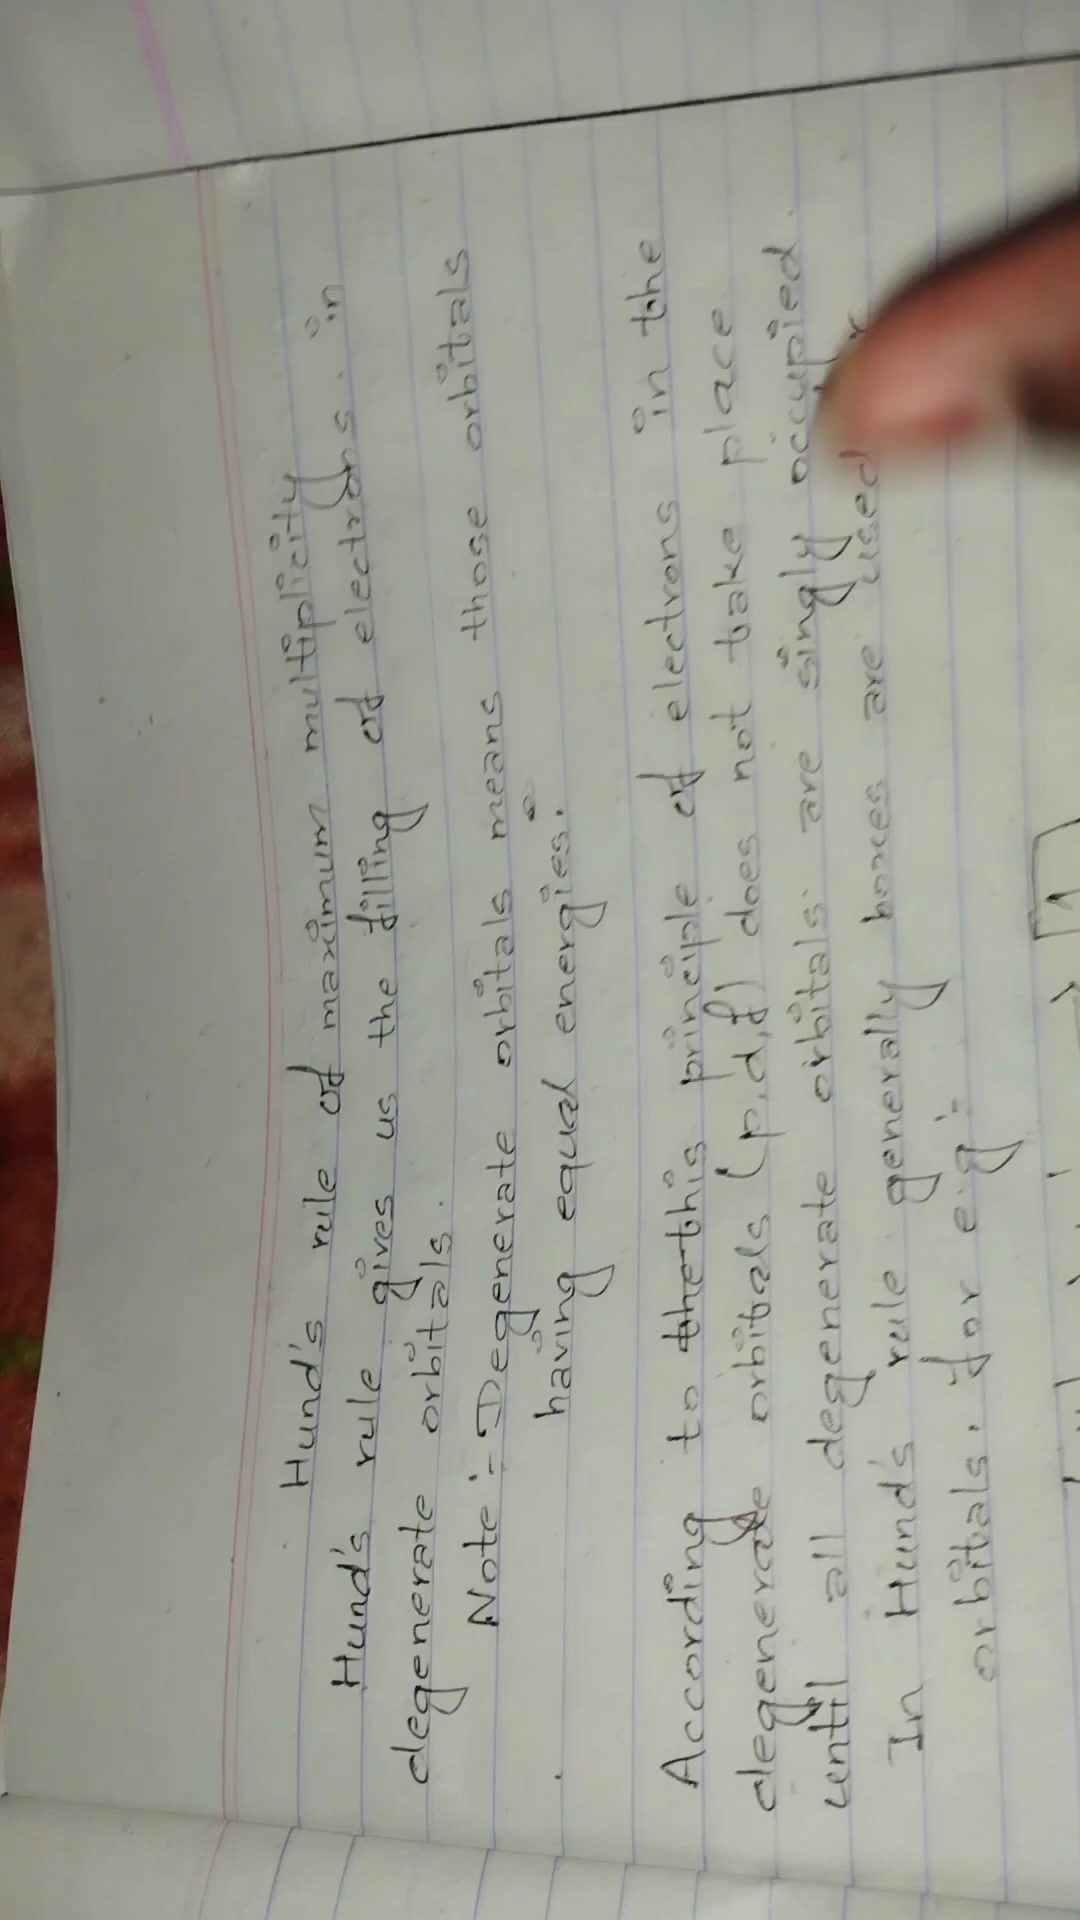 Hund's rule of maximum multiplicity
Hund's rule gives us the filling of electrons. in
degenerate orbitals.
Note :- Degenerate orbitals means those orbitals
having equal energies.
According to the this principle of electrons in the
degenerate orbitals (p,d,f) does not take place
until all degenerate orbitals are singly occupied.
In Hund's rule generally boxes are used
orbitals. for e.g:-